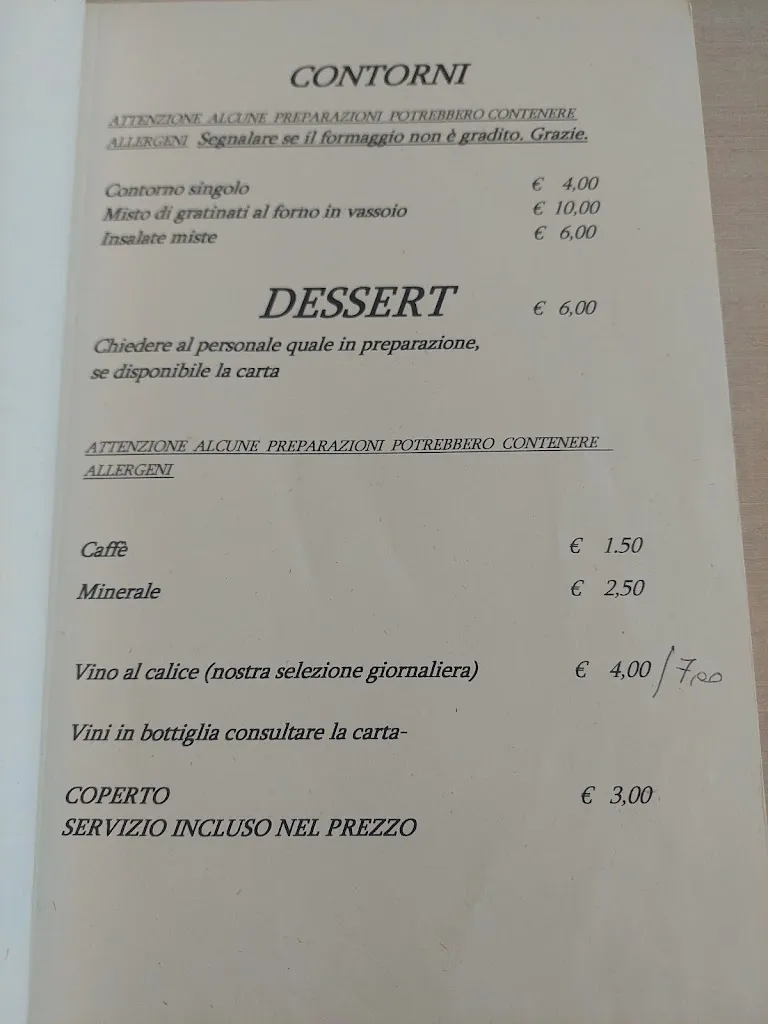 CONTORNI
ATTENZIONE ALCUNE PREPARAZIONI POTREBBERO CONTENERE
ALLERGENI Segnalare se il formaggio non è gradito. Grazie.
Contorno singolo € 4,00
Misto di gratinati al forno in vassoio € 10,00
Insalate miste € 6,00
DESSERT € 6,00
Chiedere al personale quale in preparazione,
se disponibile la carta
ATTENZIONE ALCUNE PREPARAZIONI POTREBBERO CONTENERE
ALLERGENI
Caffè € 1.50
Minerale € 2,50
Vino al calice (nostra selezione giornaliera) € 4,00 / 7,00
Vini in bottiglia consultare la carta-
COPERTO € 3,00
SERVIZIO INCLUSO NEL PREZZO